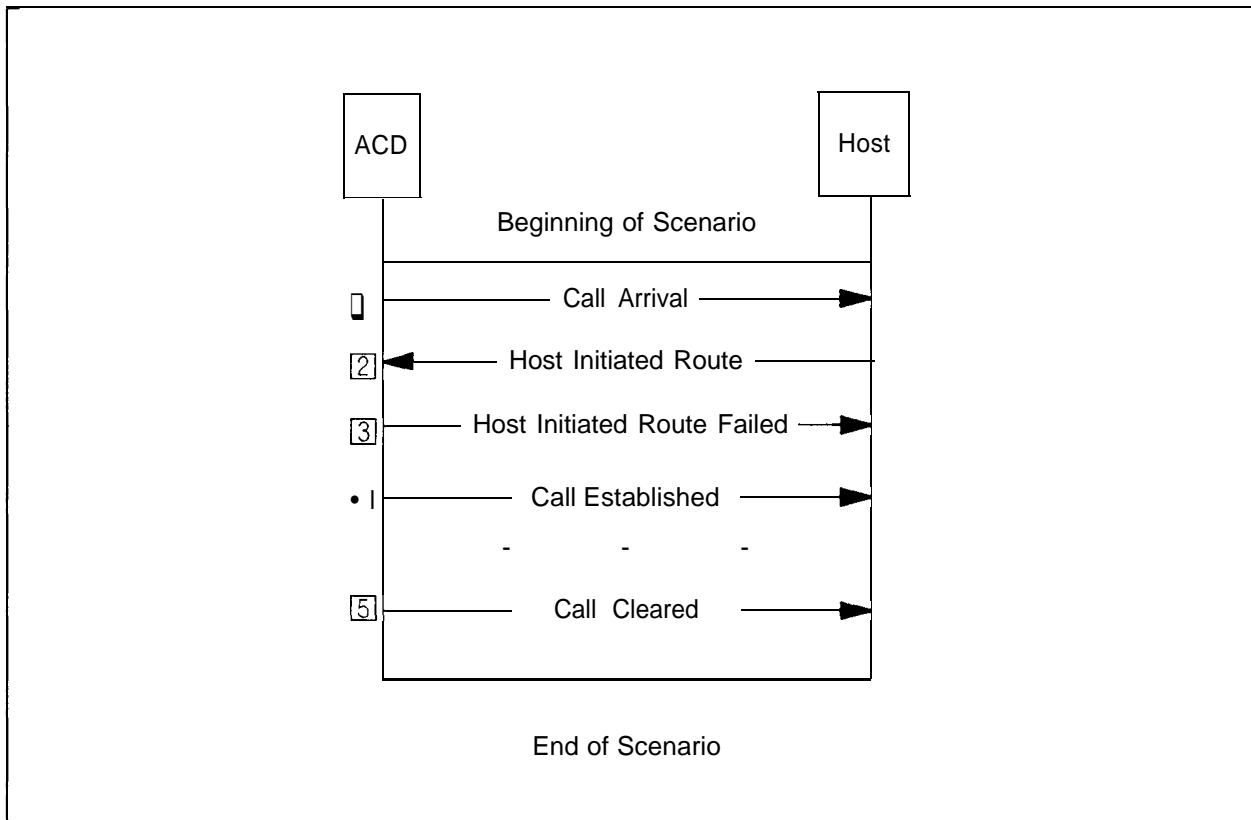 ACD
Host
Beginning of Scenario
Call Arrival
2 Host Initiated Route
3 Host Initiated Route Failed
Call Established
- - -
5 Call Cleared
End of Scenario